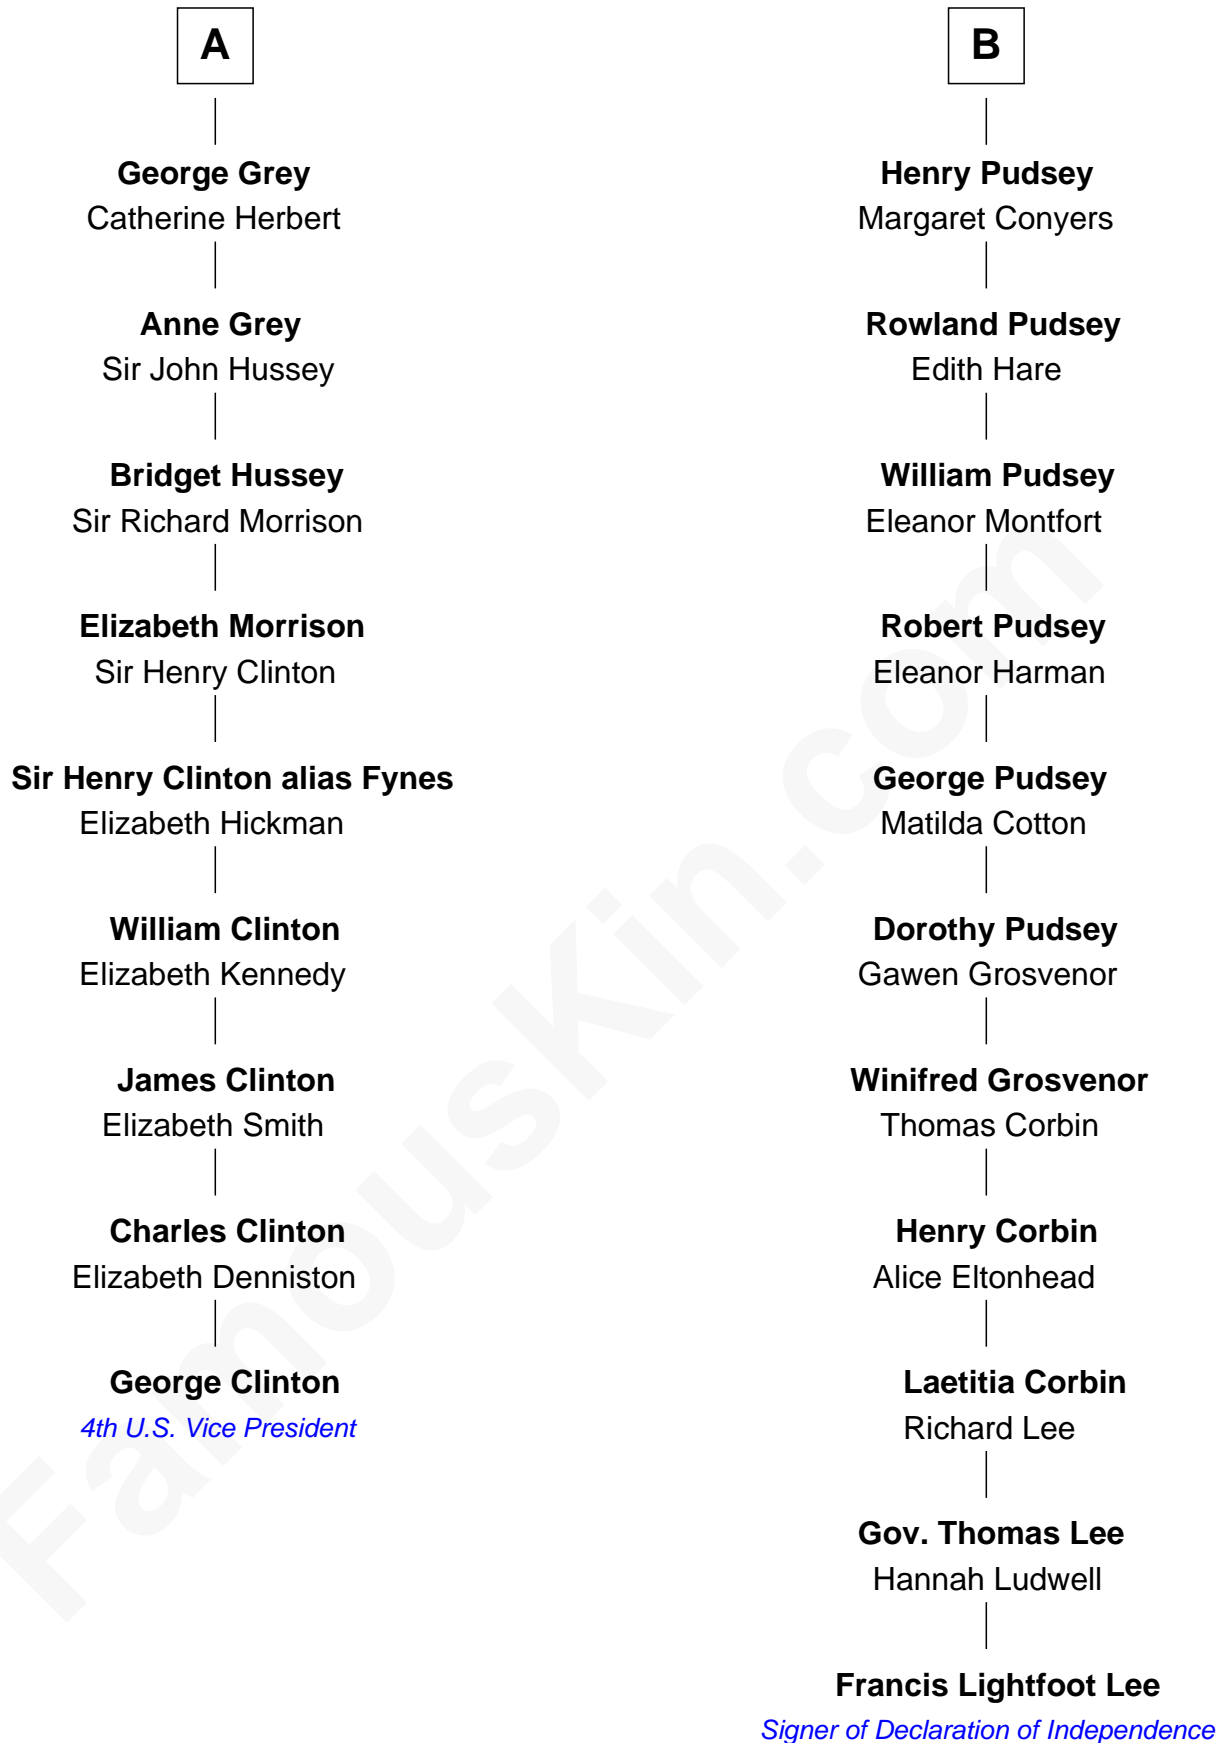 A
George Grey
Catherine Herbert
Anne Grey
Sir John Hussey
Bridget Hussey
Sir Richard Morrison
Elizabeth Morrison
Sir Henry Clinton
Sir Henry Clinton alias Fynes
Elizabeth Hickman
William Clinton
Elizabeth Kennedy
James Clinton
Elizabeth Smith
Charles Clinton
Elizabeth Denniston
George Clinton
4th U.S. Vice President
B
Henry Pudsey
Margaret Conyers
Rowland Pudsey
Edith Hare
William Pudsey
Eleanor Montfort
Robert Pudsey
Eleanor Harman
George Pudsey
Matilda Cotton
Dorothy Pudsey
Gawen Grosvenor
Winifred Grosvenor
Thomas Corbin
Henry Corbin
Alice Eltonhead
Laetitia Corbin
Richard Lee
Gov. Thomas Lee
Hannah Ludwell
Francis Lightfoot Lee
Signer of Declaration of Independence
FamousKin.com